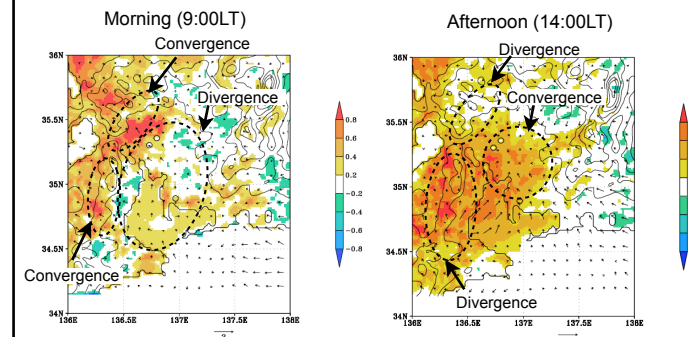 Morning (9:00LT)
Convergence
36N
Divergence
35.5N
35N
34.5N
34N
Convergence
136E
136.5E
137E
137.5E
138E
0.8
0.6
0.4
0.2
-0.2
-0.4
-0.6
-0.8
Afternoon (14:00LT)
Divergence
36N
Convergence
35.5N
35N
34.5N
34N
Divergence
136E
136.5E
137E
137.5E
138E